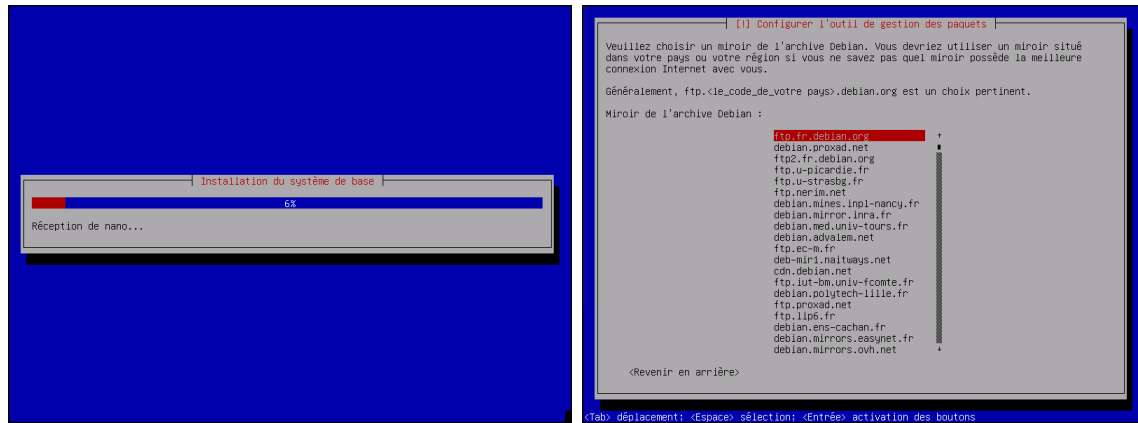 Installation du système de base
6%
Réception de nano...
[!] Configurer l'outil de gestion des paquets
Veuillez choisir un miroir de l'archive Debian. Vous devriez utiliser un miroir situé
dans votre pays ou votre région si vous ne savez pas quel miroir possède la meilleure
connexion Internet avec vous.
Généralement, ftp.<le_code_de_votre pays>.debian.org est un choix pertinent.
Miroir de l'archive Debian :
ftp.fr.debian.org
debian.proxad.net
ftp2.fr.debian.org
ftp.u-picardie.fr
ftp.u-strasbg.fr
ftp.nerim.net
debian.mines.inpl-nancy.fr
debian.mirror.inra.fr
debian.med.univ-tours.fr
debian.advalem.net
ftp.ec-m.fr
deb-mir1.naitways.net
cdn.debian.net
ftp.iut-bm.univ-fcomte.fr
debian.polytech-lille.fr
ftp.proxad.net
ftp.lip6.fr
debian.ens-cachan.fr
debian.mirrors.easynet.fr
debian.mirrors.ovh.net
<Revenir en arrière>
<Tab> déplacement; <Espace> sélection; <Entrée> activation des boutons